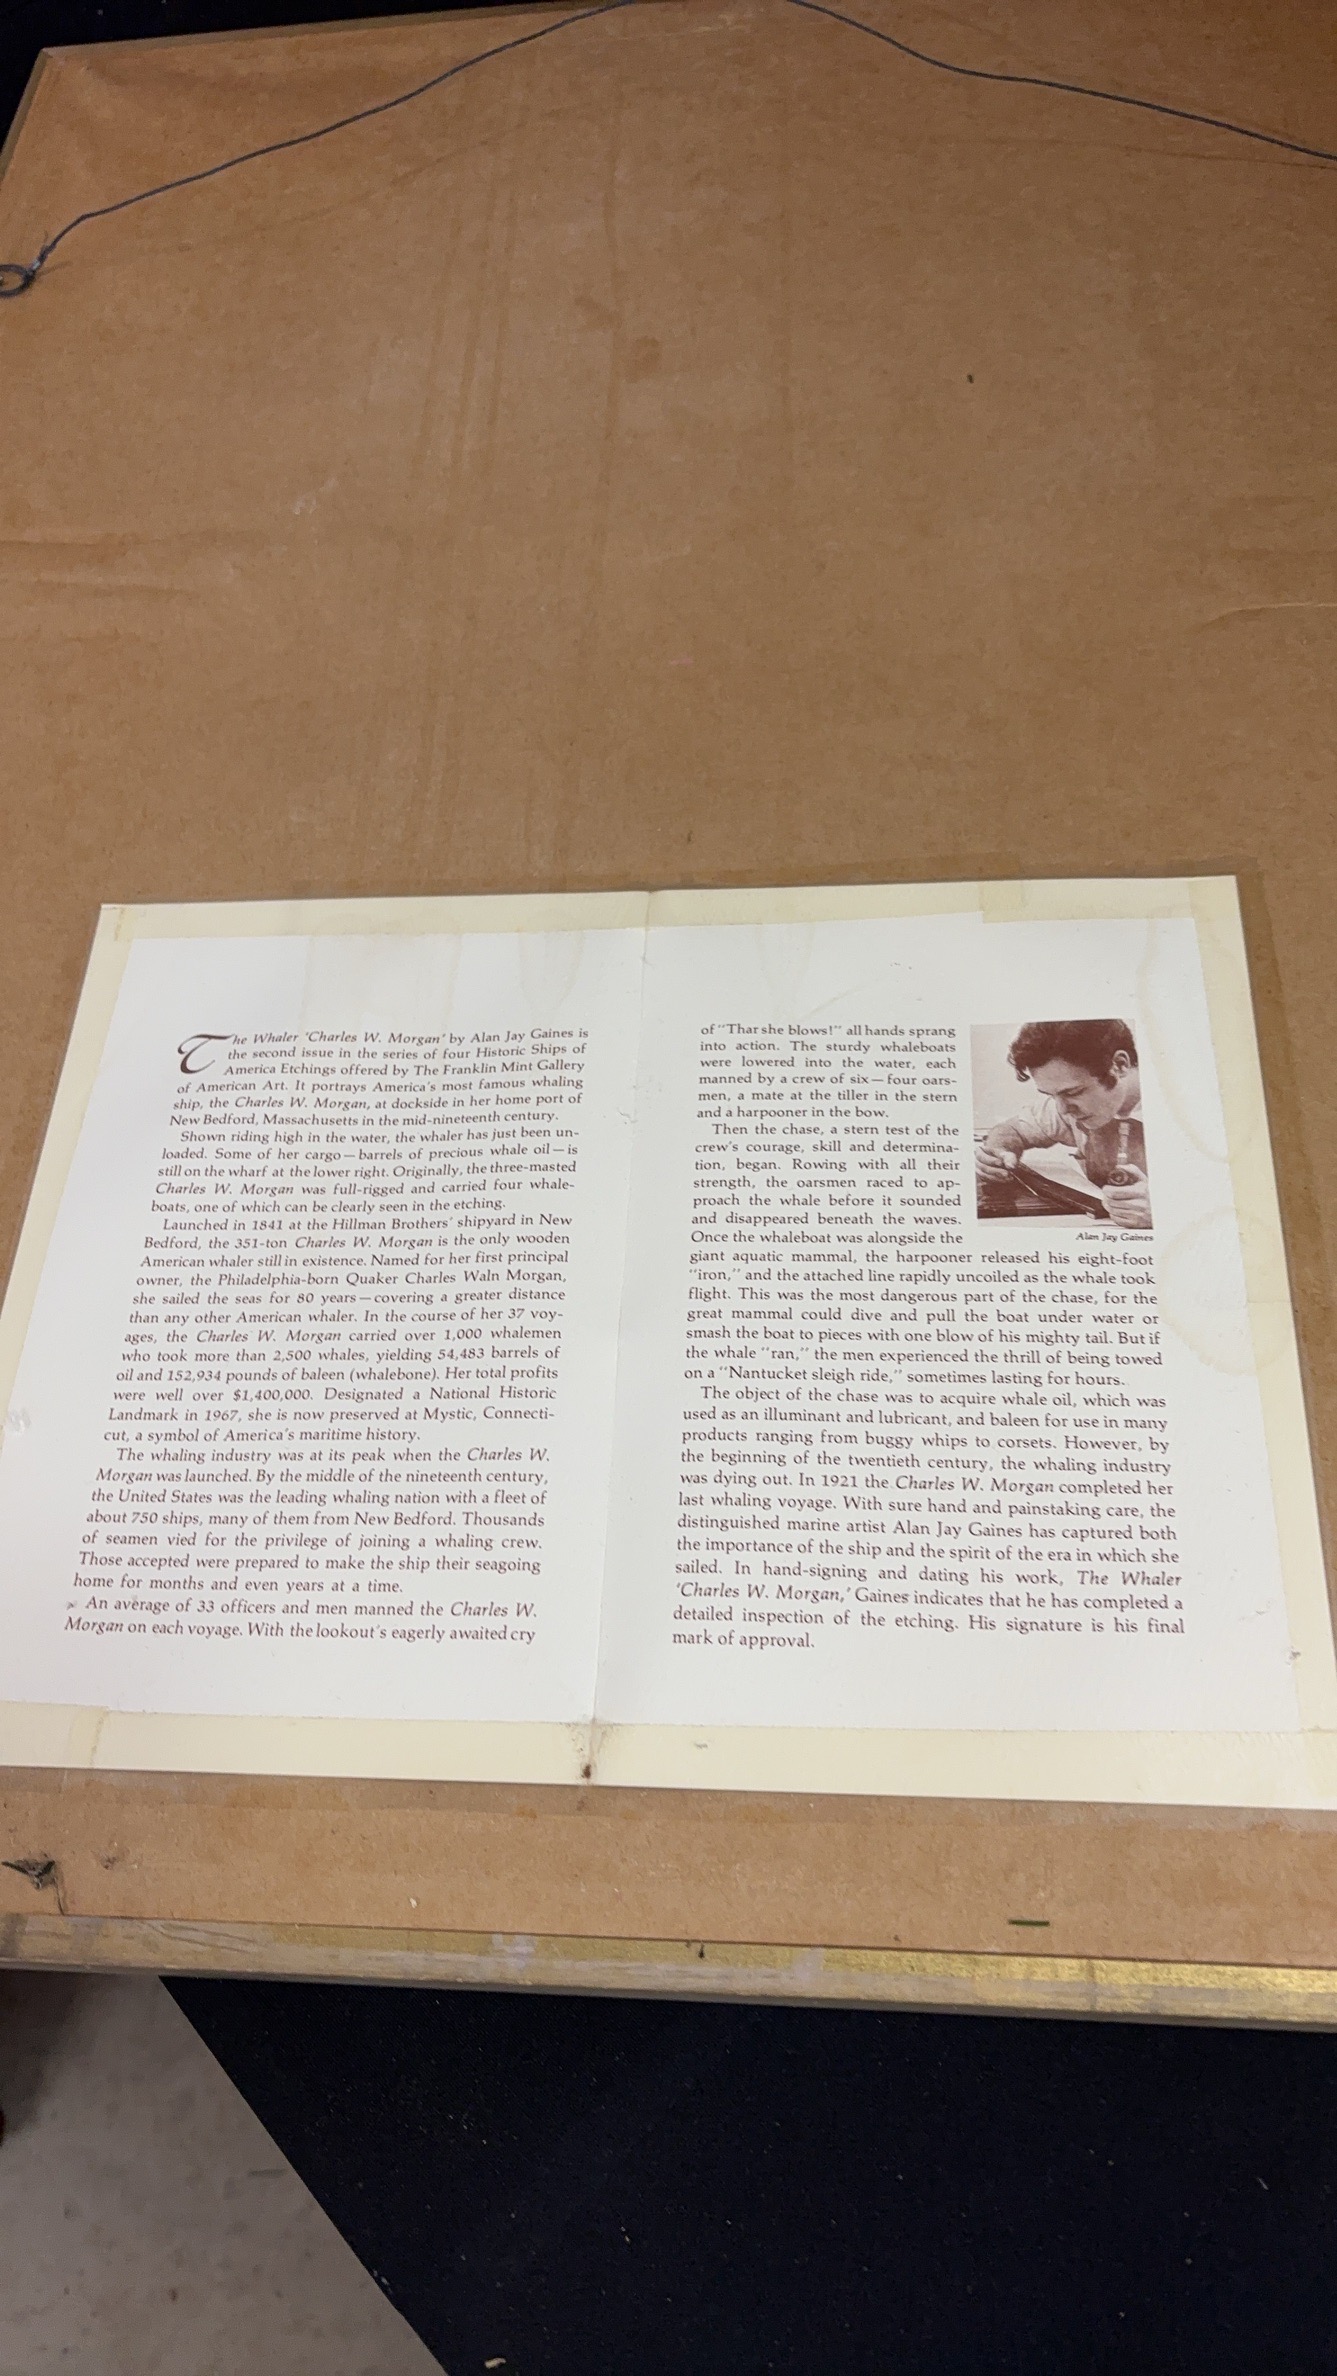 The Whaler 'Charles W. Morgan' by Alan Jay Gaines is
the second issue in the series of four Historic Ships of
America Etchings offered by The Franklin Mint Gallery
of American Art. It portrays America's most famous whaling
ship, the Charles W. Morgan, at dockside in her home port of
New Bedford, Massachusetts in the mid-nineteenth century.
Shown riding high in the water, the whaler has just been un-
loaded. Some of her cargo—barrels of precious whale oil—is
still on the wharf at the lower right. Originally, the three-masted
Charles W. Morgan was full-rigged and carried four whale-
boats, one of which can be clearly seen in the etching.
Launched in 1841 at the Hillman Brothers' shipyard in New
Bedford, the 351-ton Charles W. Morgan is the only wooden
American whaler still in existence. Named for her first principal
owner, the Philadelphia-born Quaker Charles Waln Morgan,
she sailed the seas for 80 years—covering a greater distance
than any other American whaler. In the course of her 37 voy-
ages, the Charles W. Morgan carried over 1,000 whalemen
who took more than 2,500 whales, yielding 54,483 barrels of
oil and 152,934 pounds of baleen (whalebone). Her total profits
were well over $1,400,000. Designated a National Historic
Landmark in 1967, she is now preserved at Mystic, Connecti-
cut, a symbol of America's maritime history.
The whaling industry was at its peak when the Charles W.
Morgan was launched. By the middle of the nineteenth century,
the United States was the leading whaling nation with a fleet of
about 750 ships, many of them from New Bedford. Thousands
of seamen vied for the privilege of joining a whaling crew.
Those accepted were prepared to make the ship their seagoing
home for months and even years at a time.
An average of 33 officers and men manned the Charles W.
Morgan on each voyage. With the lookout's eagerly awaited cry
of "Thar she blows!" all hands sprang
into action. The sturdy whaleboats
were lowered into the water, each
manned by a crew of six—four oars-
men, a mate at the tiller in the stern
and a harpooner in the bow.
Then the chase, a stern test of the
crew's courage, skill and determina-
tion, began. Rowing with all their
strength, the oarsmen raced to ap-
proach the whale before it sounded
and disappeared beneath the waves.
Once the whaleboat was alongside the
Alan Jay Gaines
giant aquatic mammal, the harpooner released his eight-foot
"iron," and the attached line rapidly uncoiled as the whale took
flight. This was the most dangerous part of the chase, for the
great mammal could dive and pull the boat under water or
smash the boat to pieces with one blow of his mighty tail. But if
the whale "ran," the men experienced the thrill of being towed
on a "Nantucket sleigh ride," sometimes lasting for hours.
The object of the chase was to acquire whale oil, which was
used as an illuminant and lubricant, and baleen for use in many
products ranging from buggy whips to corsets. However, by
the beginning of the twentieth century, the whaling industry
was dying out. In 1921 the Charles W. Morgan completed her
last whaling voyage. With sure hand and painstaking care, the
distinguished marine artist Alan Jay Gaines has captured both
the importance of the ship and the spirit of the era in which she
sailed. In hand-signing and dating his work, The Whaler
'Charles W. Morgan,' Gaines indicates that he has completed a
detailed inspection of the etching. His signature is his final
mark of approval.